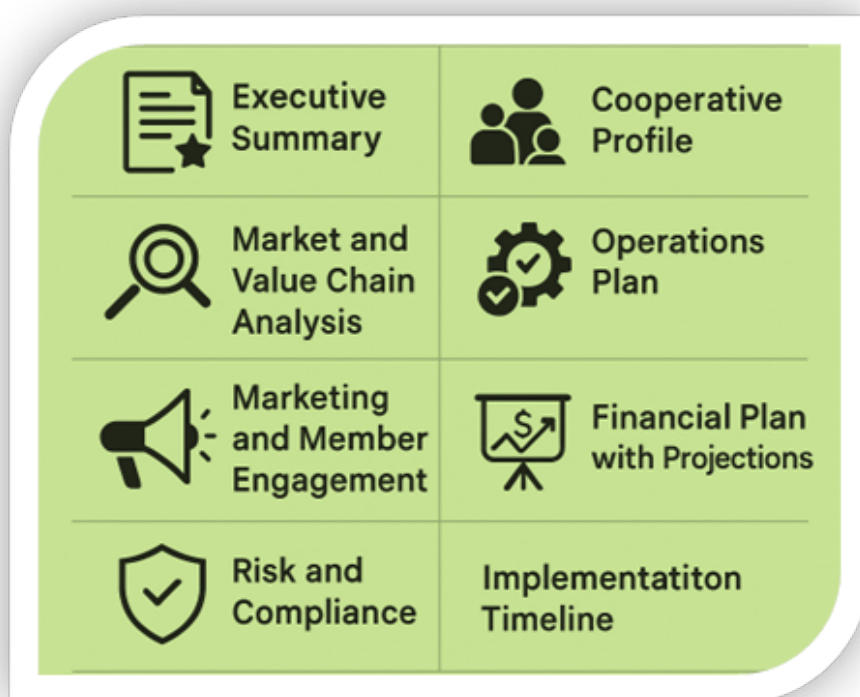 Executive
Summary
Cooperative
Profile
Market and
Value Chain
Analysis
Operations
Plan
Marketing
and Member
Engagement
$
Financial Plan
with Projections
Risk and
Compliance
Implementatiton
Timeline